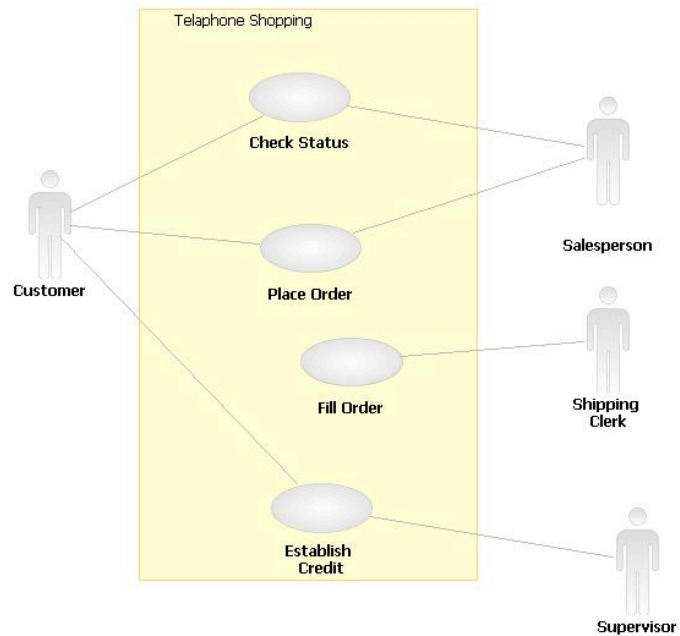 Telaphone Shopping
Check Status
Salesperson
Customer
Place Order
Fill Order
Shipping
Clerk
Establish
Credit
Supervisor